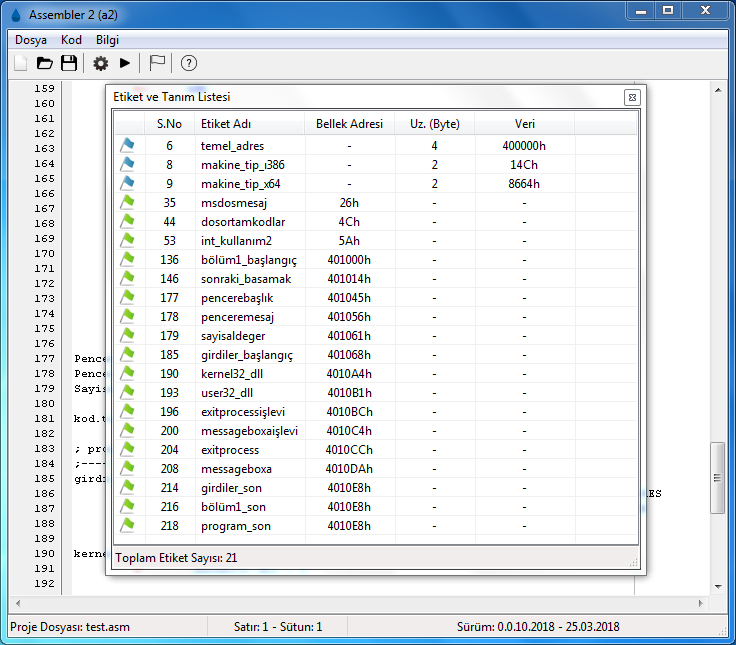 Assembler 2 (a2)
Dosya Kod Bilgi
Etiket ve Tanım Listesi
S.No Etiket Adı Bellek Adresi Uz. (Byte) Veri
6 temel_adres - 4 400000h
8 makine_tip_ı386 - 2 14Ch
9 makine_tip_x64 - 2 8664h
35 msdosmesaj 26h - -
44 dosortamkodlar 4Ch - -
53 int_kullanım2 5Ah - -
136 bölüm1_başlangıç 401000h - -
146 sonraki_basamak 401014h - -
177 pencerebaşlık 401045h - -
178 penceremesaj 401056h - -
179 sayisaldeger 401061h - -
185 girdiler_başlangıç 401068h - -
190 kernel32_dll 4010A4h - -
193 user32_dll 4010B1h - -
196 exitprocessişlevi 4010BCh - -
200 messageboxaişlevi 4010C4h - -
204 exitprocess 4010CCh - -
208 messageboxa 4010DAh - -
214 girdiler_son 4010E8h - -
216 bölüm1_son 4010E8h - -
218 program_son 4010E8h - -
Toplam Etiket Sayısı: 21
159
160
161
162
163
164
165
166
167
168
169
170
171
172
173
174
175
176
177 Pence
178 Pence
179 Sayis
180
181 kod.t
182
183 ; pro
184 ;----
185 girdi
186 ES
187
188
189
190 kerne
191
192
Proje Dosyası: test.asm Satır: 1 - Sütun: 1 Sürüm: 0.0.10.2018 - 25.03.2018